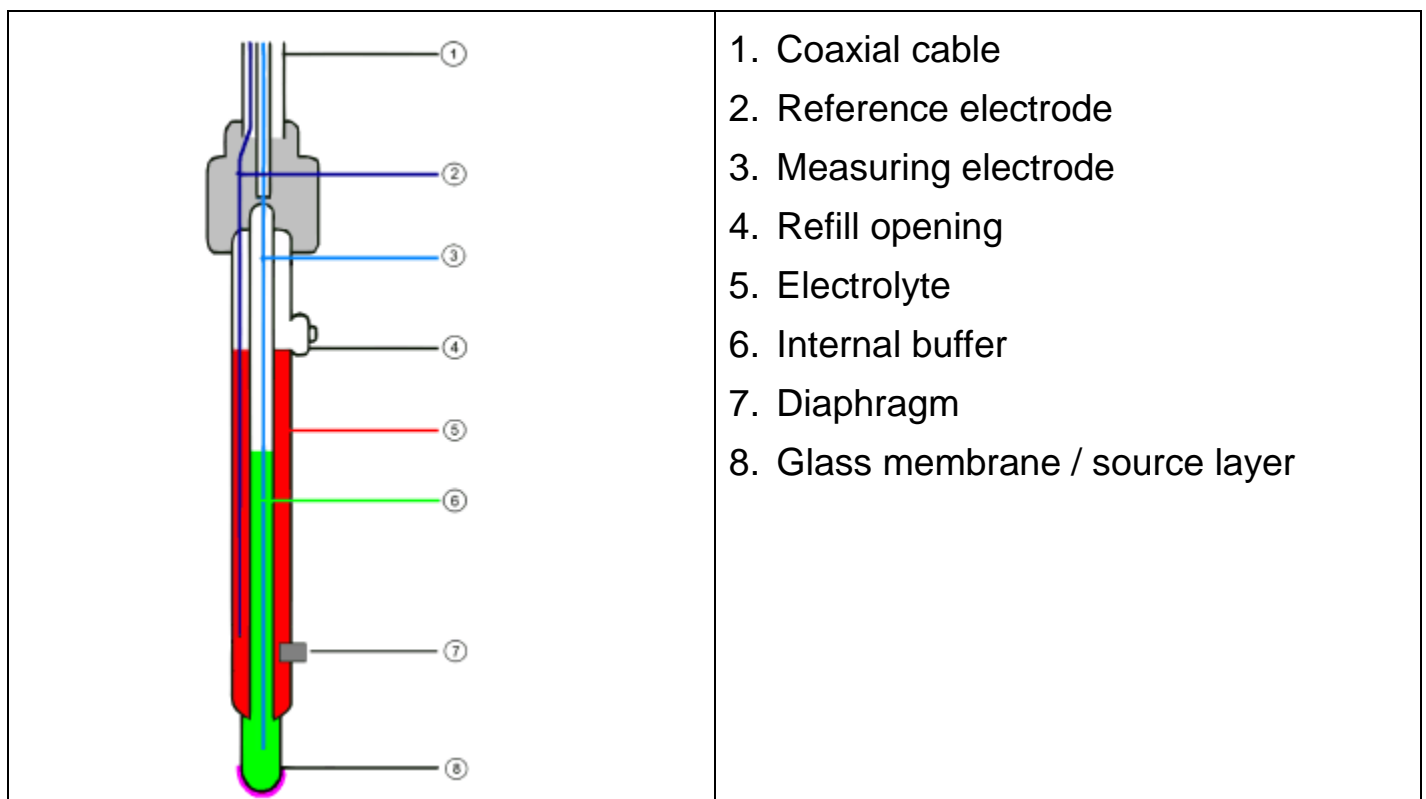 1
2
3
4
5
6
7
8
1. Coaxial cable
2. Reference electrode
3. Measuring electrode
4. Refill opening
5. Electrolyte
6. Internal buffer
7. Diaphragm
8. Glass membrane / source layer